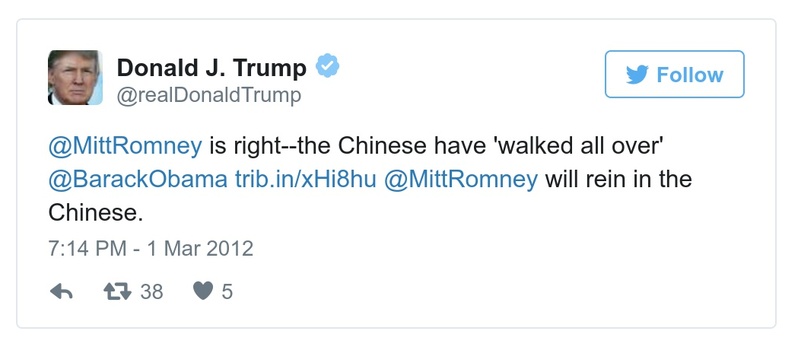 Donald J. Trump
@realDonaldTrump
Follow
@MittRomney is right--the Chinese have 'walked all over'
@BarackObama trib.in/xHi8hu @MittRomney will rein in the
Chinese.
7:14 PM - 1 Mar 2012
38 5